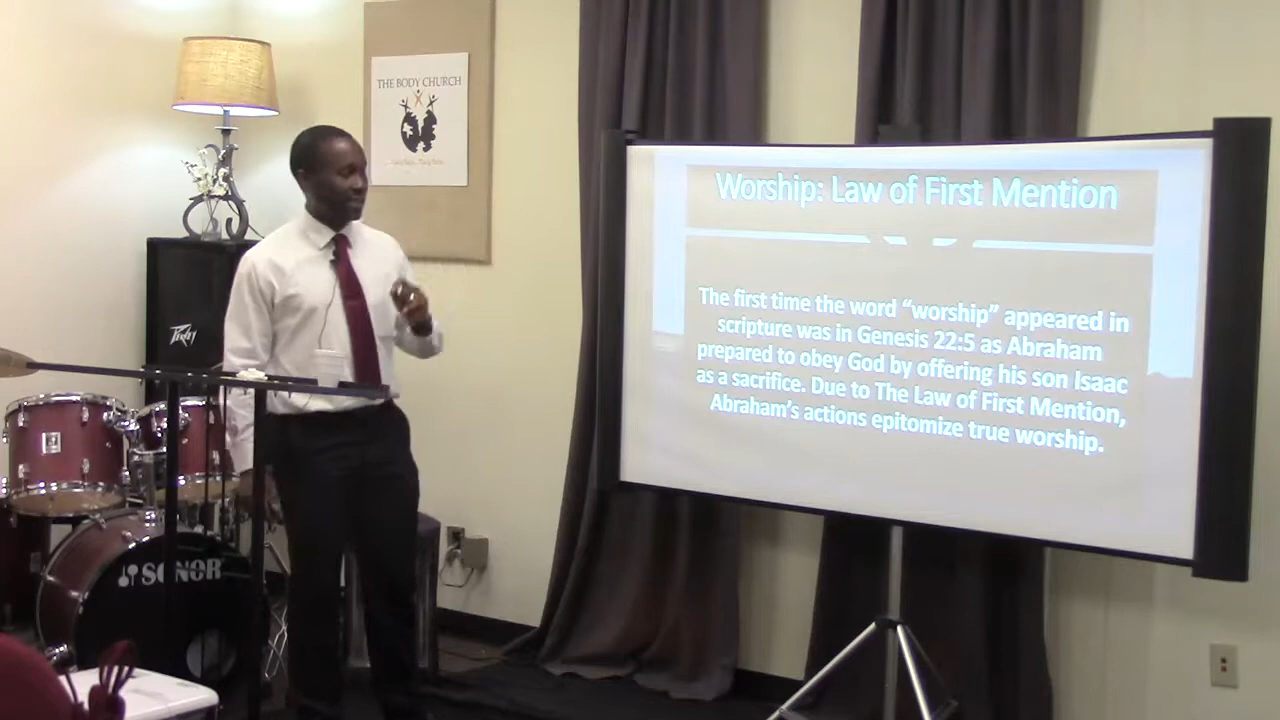 THE BODY CHURCH
Worship: Law of First Mention
The first time the word “worship” appeared in
scripture was in Genesis 22:5 as Abraham
prepared to obey God by offering his son Isaac
as a sacrifice. Due to The Law of First Mention,
Abraham’s actions epitomize true worship.
PEAVEY
SONOR